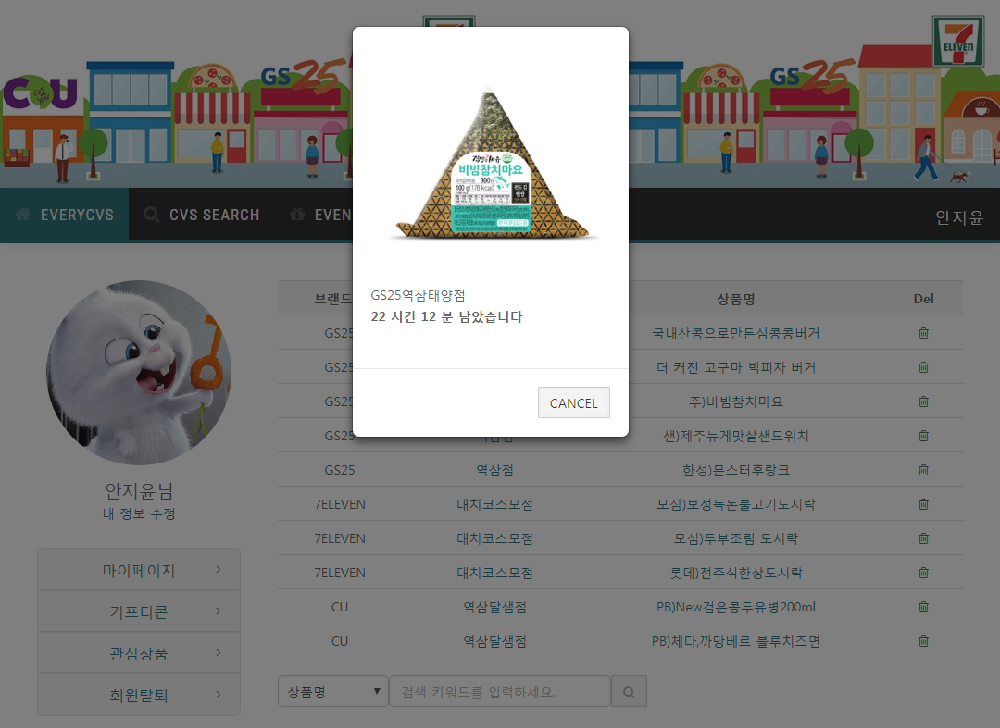 CU
GS25
7
ELEVEN
GS25
EVERYCVS
CVS SEARCH
EVEN
안지윤
비빔참치마요
900원
100 g(178 kcal)
GS25역삼태양점
22 시간 12 분 남았습니다
CANCEL
안지윤님
내 정보 수정
마이페이지
기프티콘
관심상품
회원탈퇴
브랜드 상품명 Del
GS25 국내산콩으로만든심콩콩버거
GS25 더 커진 고구마 빅피자 버거
GS25 주)비빔참치마요
GS25 역삼점 샌)제주뉴게맛살샌드위치
GS25 역삼점 한성)몬스터후랑크
7ELEVEN 대치코스모점 모심)보성녹돈불고기도시락
7ELEVEN 대치코스모점 모심)두부조림 도시락
7ELEVEN 대치코스모점 롯데)전주식한상도시락
CU 역삼달샘점 PB)New검은콩두유병200ml
CU 역삼달샘점 PB)체다,까망베르 블루치즈면
상품명 검색 키워드를 입력하세요.